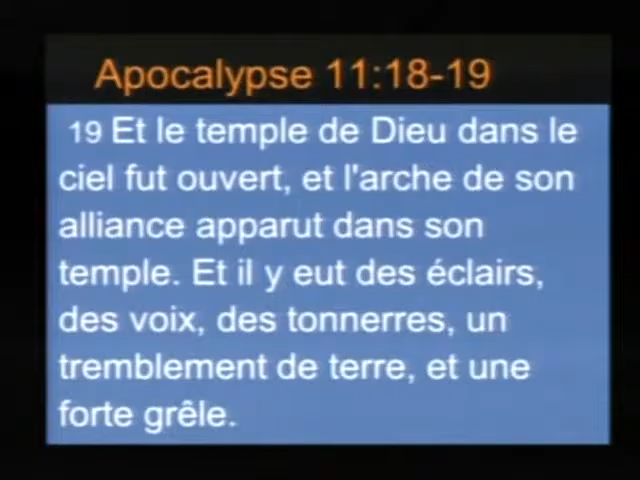 Apocalypse 11:18-19
19 Et le temple de Dieu dans le
ciel fut ouvert, et l'arche de son
alliance apparut dans son
temple. Et il y eut des éclairs,
des voix, des tonnerres, un
tremblement de terre, et une
forte grêle.